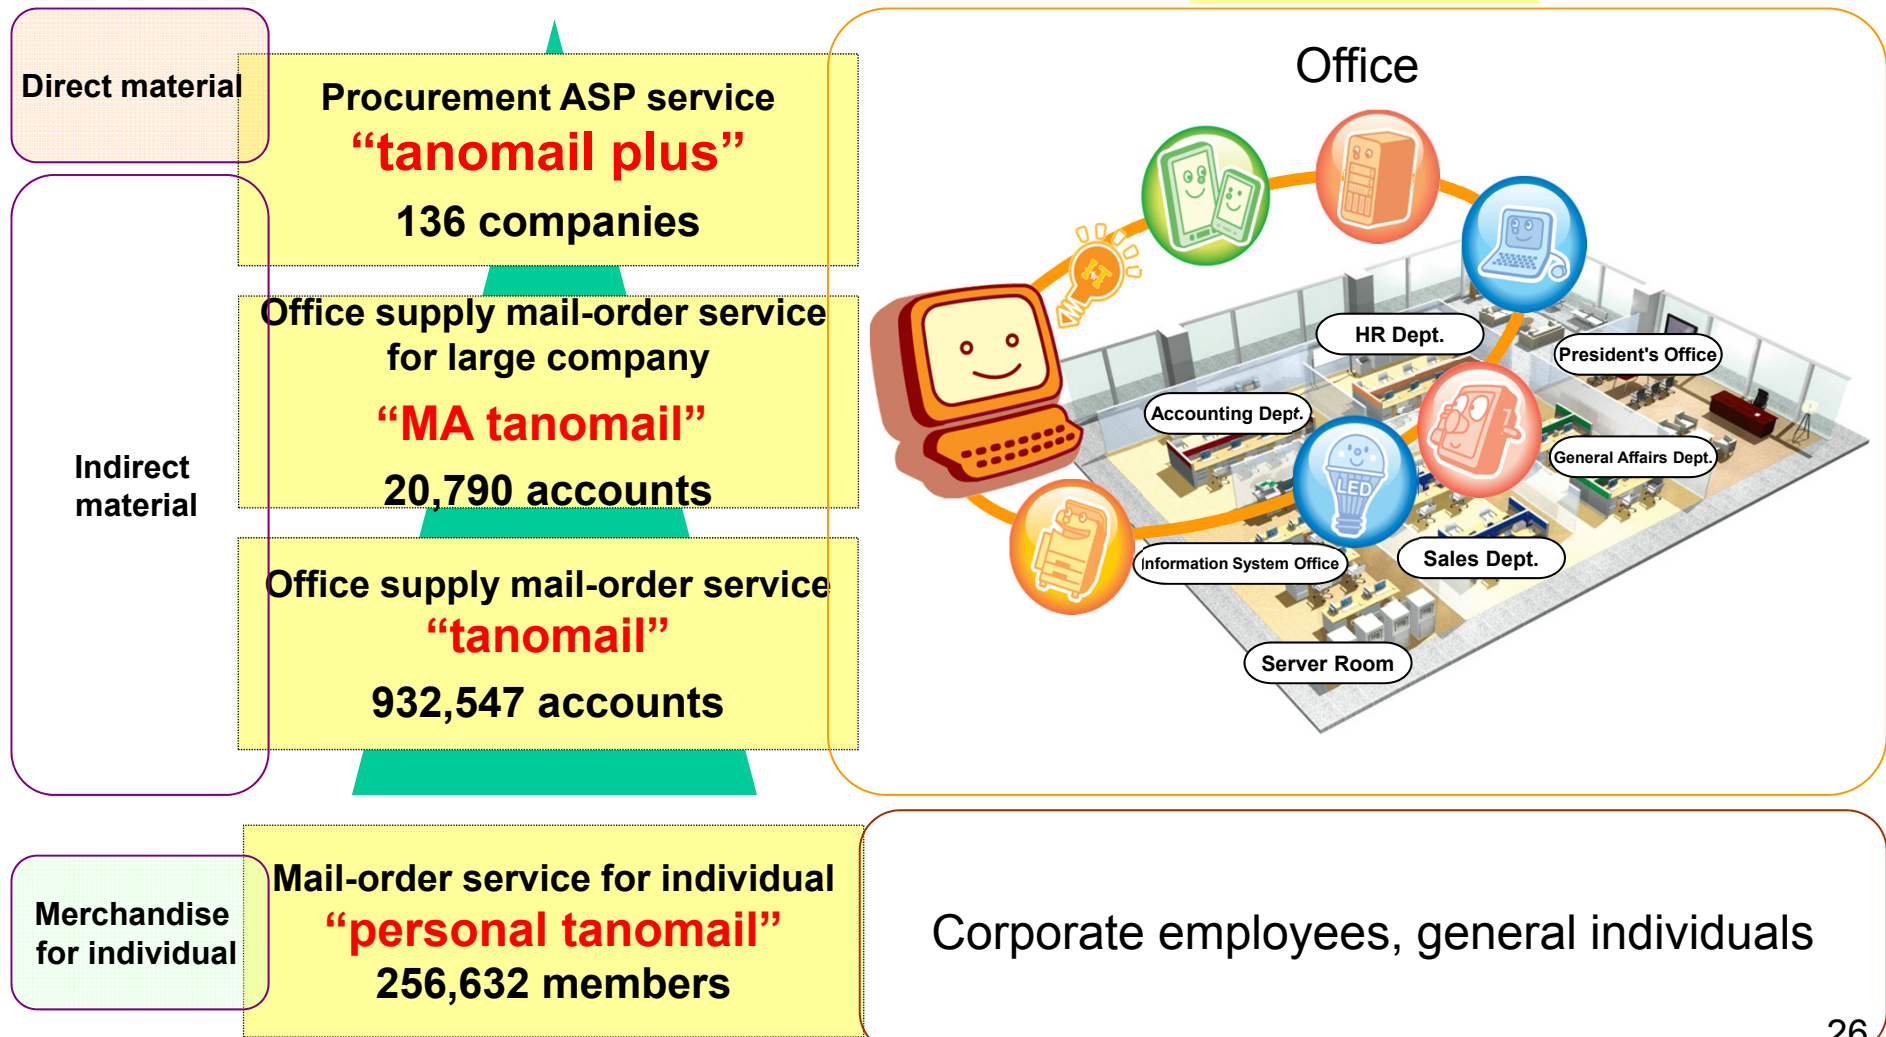 Direct material
Procurement ASP service
“tanomail plus”
136 companies
Indirect
material
Office supply mail-order service
for large company
“MA tanomail”
20,790 accounts
Office supply mail-order service
“tanomail”
932,547 accounts
Merchandise
for individual
Mail-order service for individual
“personal tanomail”
256,632 members
Office
IT
HR Dept.
President's Office
Accounting Dept.
General Affairs Dept.
LED
Information System Office
Sales Dept.
Server Room
Corporate employees, general individuals
26